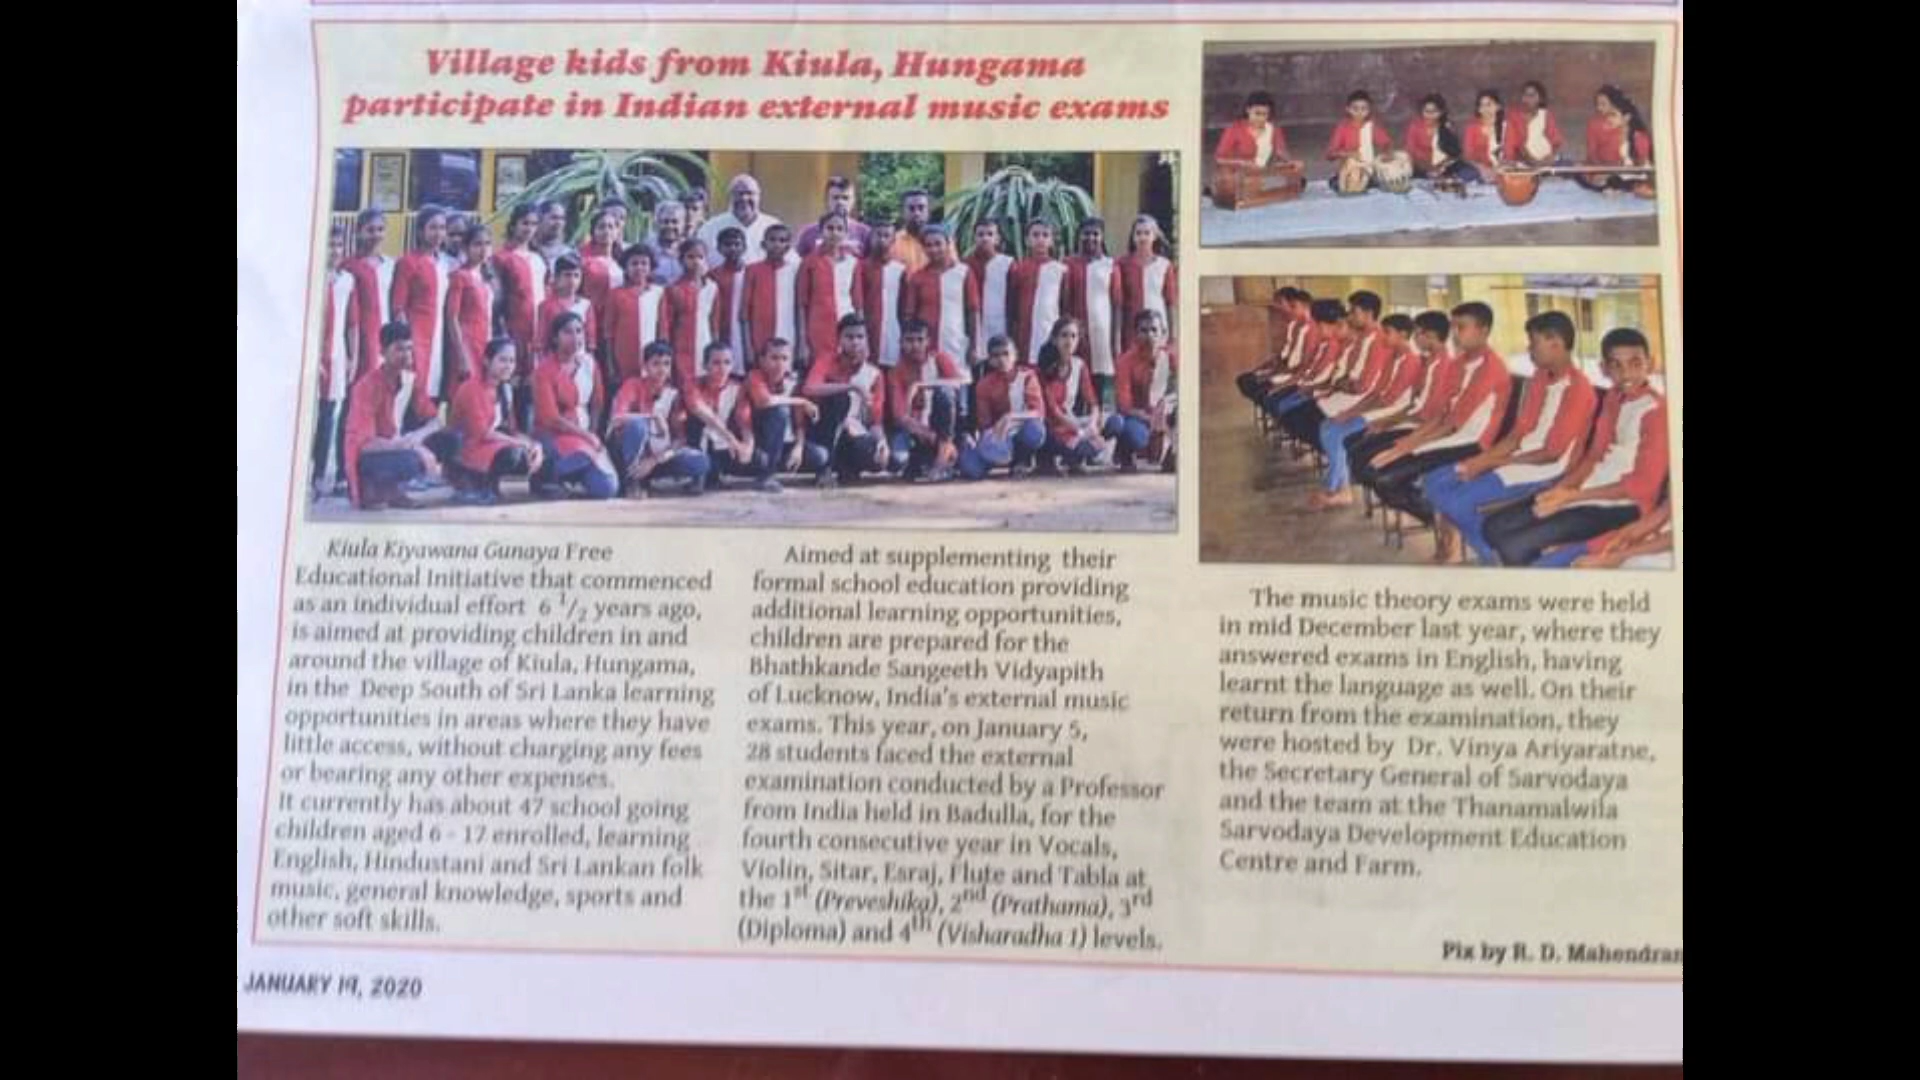 Village kids from Kiula, Hungama
participate in Indian external music exams
Kiula Kiyawana Gunaya Free
Educational Initiative that commenced
as an individual effort 6 1/2 years ago,
is aimed at providing children in and
around the village of Kiula, Hungama,
in the Deep South of Sri Lanka learning
opportunities in areas where they have
little access, without charging any fees
or bearing any other expenses.
It currently has about 47 school going
children aged 6 - 17 enrolled, learning
English, Hindustani and Sri Lankan folk
music, general knowledge, sports and
other soft skills.
Aimed at supplementing their
formal school education providing
additional learning opportunities,
children are prepared for the
Bhathkande Sangeeth Vidyapith
of Lucknow, India's external music
exams. This year, on January 5,
28 students faced the external
examination conducted by a Professor
from India held in Badulla, for the
fourth consecutive year in Vocals,
Violin, Sitar, Esraj, Flute and Tabla at
the 1st (Preveshika), 2nd (Prathama), 3rd
(Diploma) and 4th (Visharadha 1) levels.
The music theory exams were held
in mid December last year, where they
answered exams in English, having
learnt the language as well. On their
return from the examination, they
were hosted by Dr. Vinya Ariyaratne,
the Secretary General of Sarvodaya
and the team at the Thanamalwila
Sarvodaya Development Education
Centre and Farm.
Pix by R. D. Mahendran
JANUARY 19, 2020